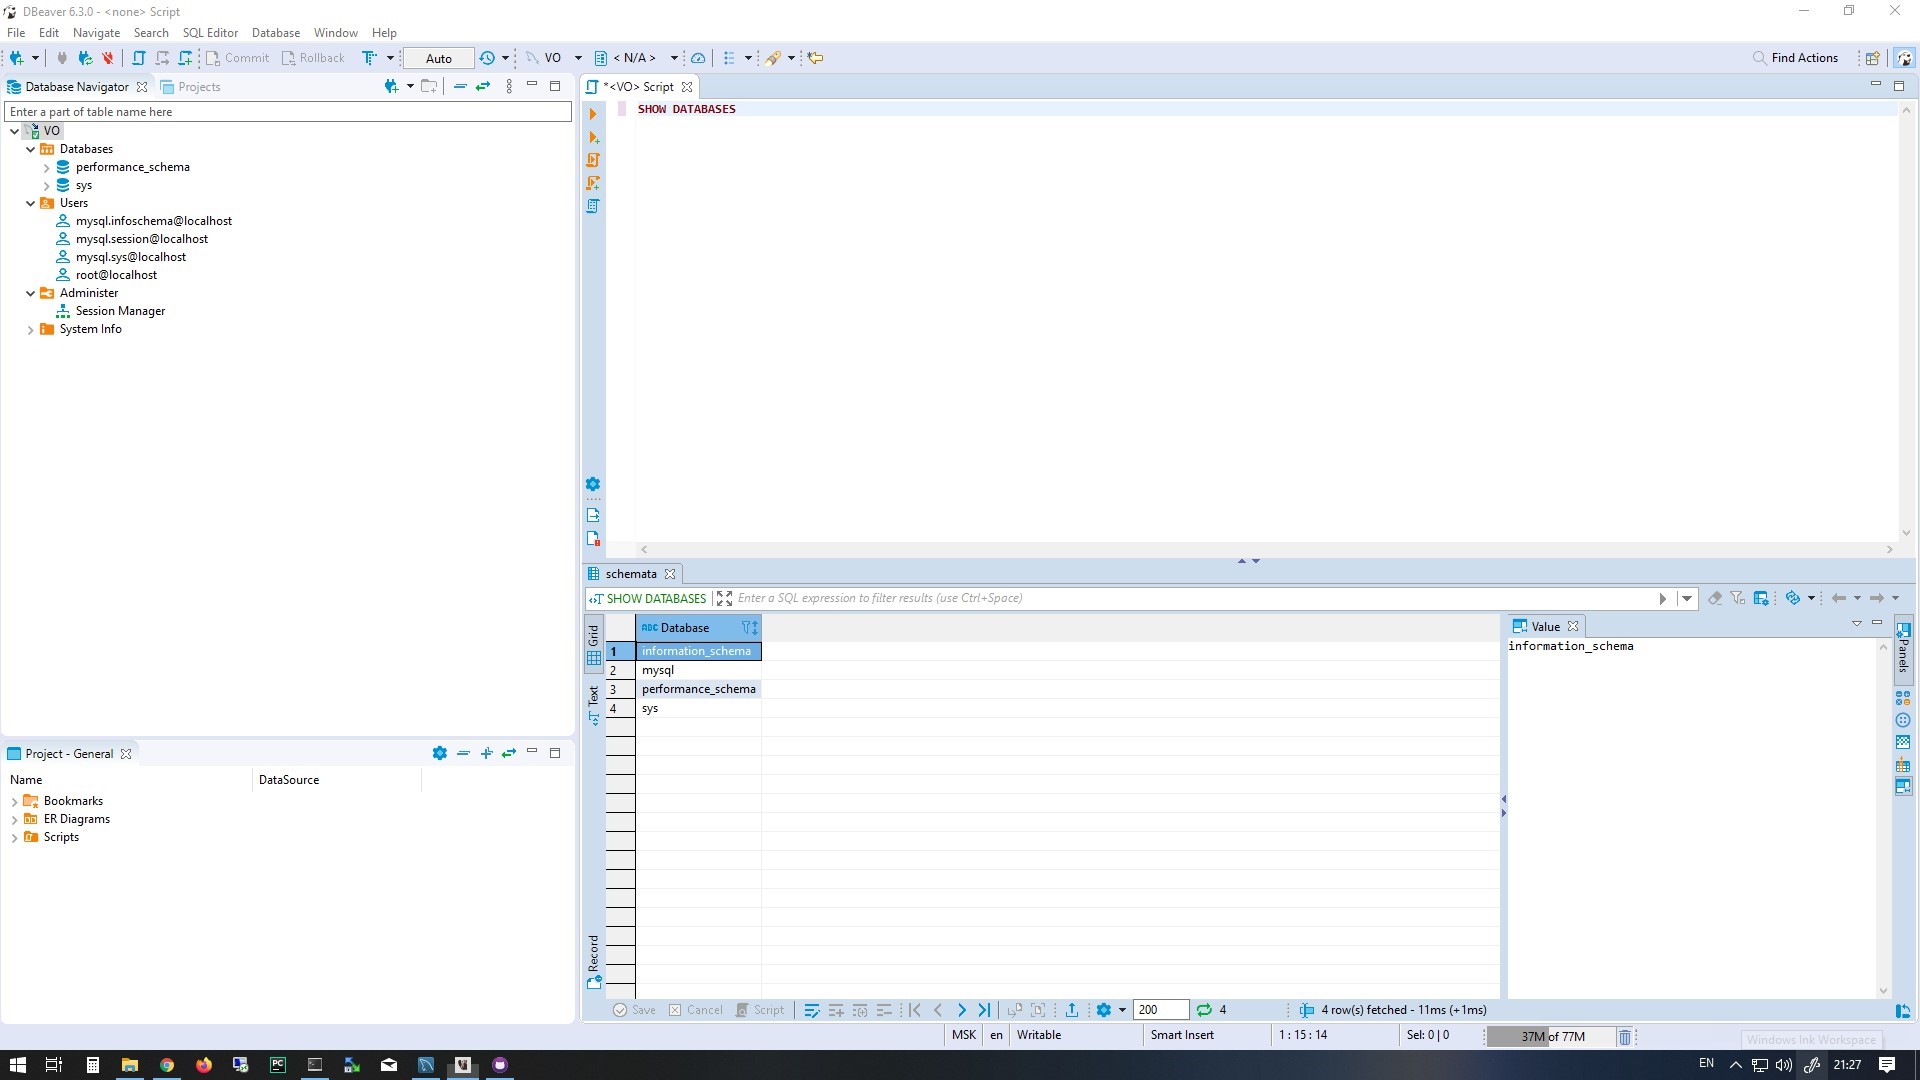 DBeaver 6.3.0 - <none> Script
File Edit Navigate Search SQL Editor Database Window Help
Commit Rollback Auto VO < N/A > Find Actions
Database Navigator Projects
Enter a part of table name here
VO
Databases
performance_schema
sys
Users
mysql.infoschema@localhost
mysql.session@localhost
mysql.sys@localhost
root@localhost
Administer
Session Manager
System Info
Project - General
Name DataSource
Bookmarks
ER Diagrams
Scripts
*<VO> Script
SHOW DATABASES
schemata
SHOW DATABASES Enter a SQL expression to filter results (use Ctrl+Space)
Grid
Text
Record
ABC Database
1 information_schema
2 mysql
3 performance_schema
4 sys
Value
information_schema
Panels
Save Cancel Script 200 4 4 row(s) fetched - 11ms (+1ms)
MSK en Writable Smart Insert 1 : 15 : 14 Sel: 0 | 0 37M of 77M
Windows Ink Workspace
PC
EN 21:27